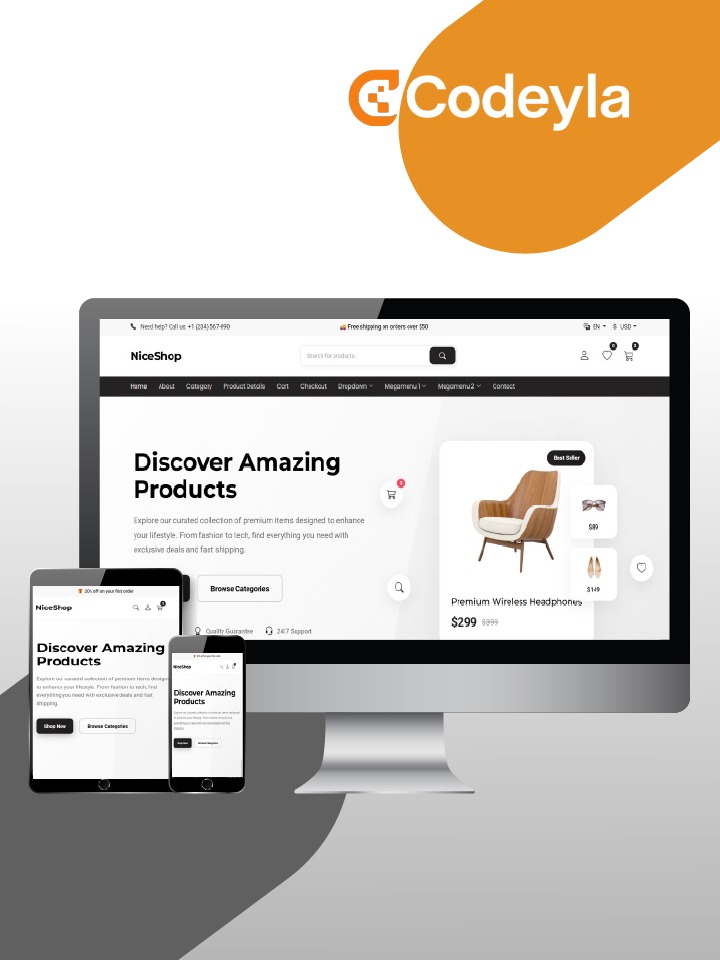 Codeyla
Need help? Call us: +1 (234) 567-890
Free shipping on orders over $50
EN
$ USD
NiceShop
Search for products
0
3
Home About Category Product Details Cart Checkout Dropdown Megamenu 1 Megamenu 2 Contact
Discover Amazing
Products
Explore our curated collection of premium items designed to enhance
your lifestyle. From fashion to tech, find everything you need with
exclusive deals and fast shipping.
Browse Categories
Quality Guarantee
24/7 Support
3
Best Seller
$89
$149
Premium Wireless Headphones
$299 $399
20% off on your first order
NiceShop
Discover Amazing
Products
Explore our curated collection of premium items designed
to enhance your lifestyle. From fashion to tech, find
everything you need with exclusive deals and fast
shipping.
Shop Now
Browse Categories
NiceShop
Discover Amazing
Products
Shop Now
Browse Categories